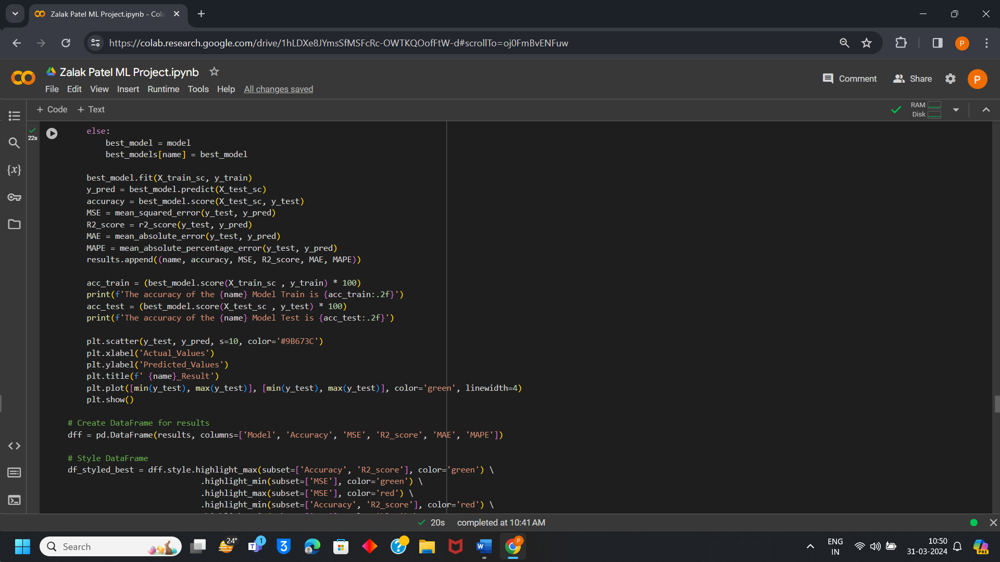 Zalak Patel ML Project.ipynb - Cola
https://colab.research.google.com/drive/1hLDXe8JYmsSfMSFcRc-OWTKQOofFtW-d#scrollTo=oj0FmBvENFuw
P
Zalak Patel ML Project.ipynb
Comment
Share
P
File Edit View Insert Runtime Tools Help All changes saved
+ Code + Text
RAM
Disk
22s
else:
best_model = model
best_models[name] = best_model
best_model.fit(X_train_sc, y_train)
y_pred = best_model.predict(X_test_sc)
accuracy = best_model.score(X_test_sc, y_test)
MSE = mean_squared_error(y_test, y_pred)
R2_score = r2_score(y_test, y_pred)
MAE = mean_absolute_error(y_test, y_pred)
MAPE = mean_absolute_percentage_error(y_test, y_pred)
results.append((name, accuracy, MSE, R2_score, MAE, MAPE))
acc_train = (best_model.score(X_train_sc , y_train) * 100)
print(f'The accuracy of the {name} Model Train is {acc_train:.2f}')
acc_test = (best_model.score(X_test_sc , y_test) * 100)
print(f'The accuracy of the {name} Model Test is {acc_test:.2f}')
plt.scatter(y_test, y_pred, s=10, color='#9B673C')
plt.xlabel('Actual_Values')
plt.ylabel('Predicted_Values')
plt.title(f' {name}_Result')
plt.plot([min(y_test), max(y_test)], [min(y_test), max(y_test)], color='green', linewidth=4)
plt.show()
# Create DataFrame for results
dff = pd.DataFrame(results, columns=['Model', 'Accuracy', 'MSE', 'R2_score', 'MAE', 'MAPE'])
# Style DataFrame
df_styled_best = dff.style.highlight_max(subset=['Accuracy', 'R2_score'], color='green') \
.highlight_min(subset=['MSE'], color='green') \
.highlight_max(subset=['MSE'], color='red') \
.highlight_min(subset=['Accuracy', 'R2_score'], color='red') \
20s completed at 10:41 AM
Search
24°
1
ENG
IN
10:50
31-03-2024
PRE